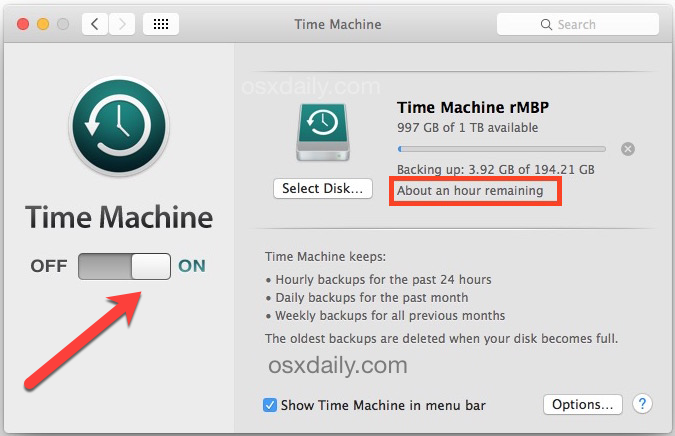 Time Machine
Search
osxdaily.com
Time Machine rMBP
997 GB of 1 TB available
Backing up: 3.92 GB of 194.21 GB
Select Disk...
About an hour remaining
Time Machine
OFF ON
Time Machine keeps:
• Hourly backups for the past 24 hours
• Daily backups for the past month
• Weekly backups for all previous months
The oldest backups are deleted when your disk becomes full.
osxdaily.com
Show Time Machine in menu bar
Options...
?